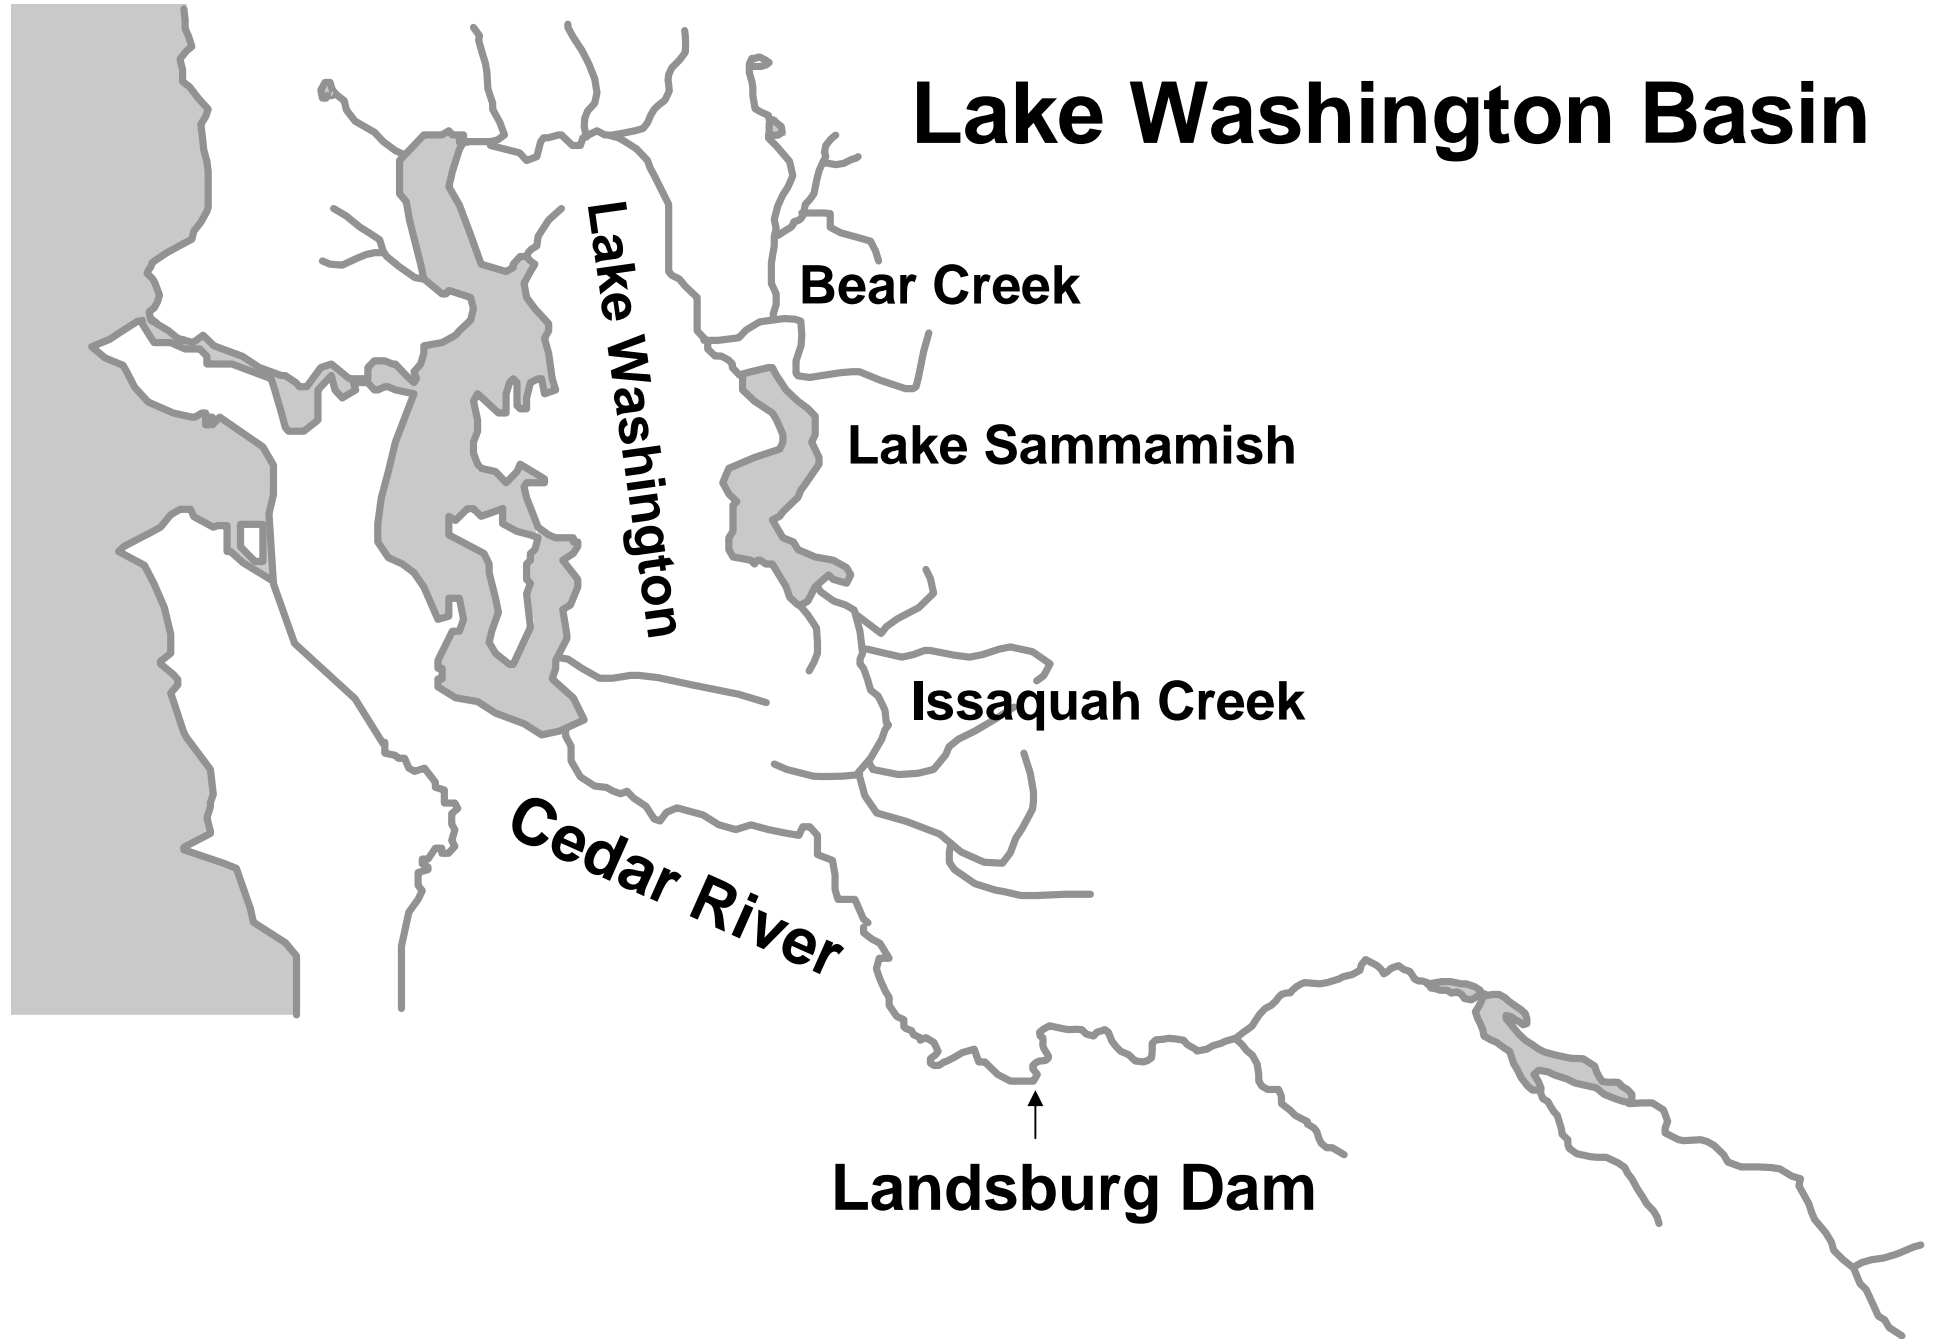 Lake Washington Basin
Lake Washington
Bear Creek
Lake Sammamish
Issaquah Creek
Cedar River
Landsburg Dam